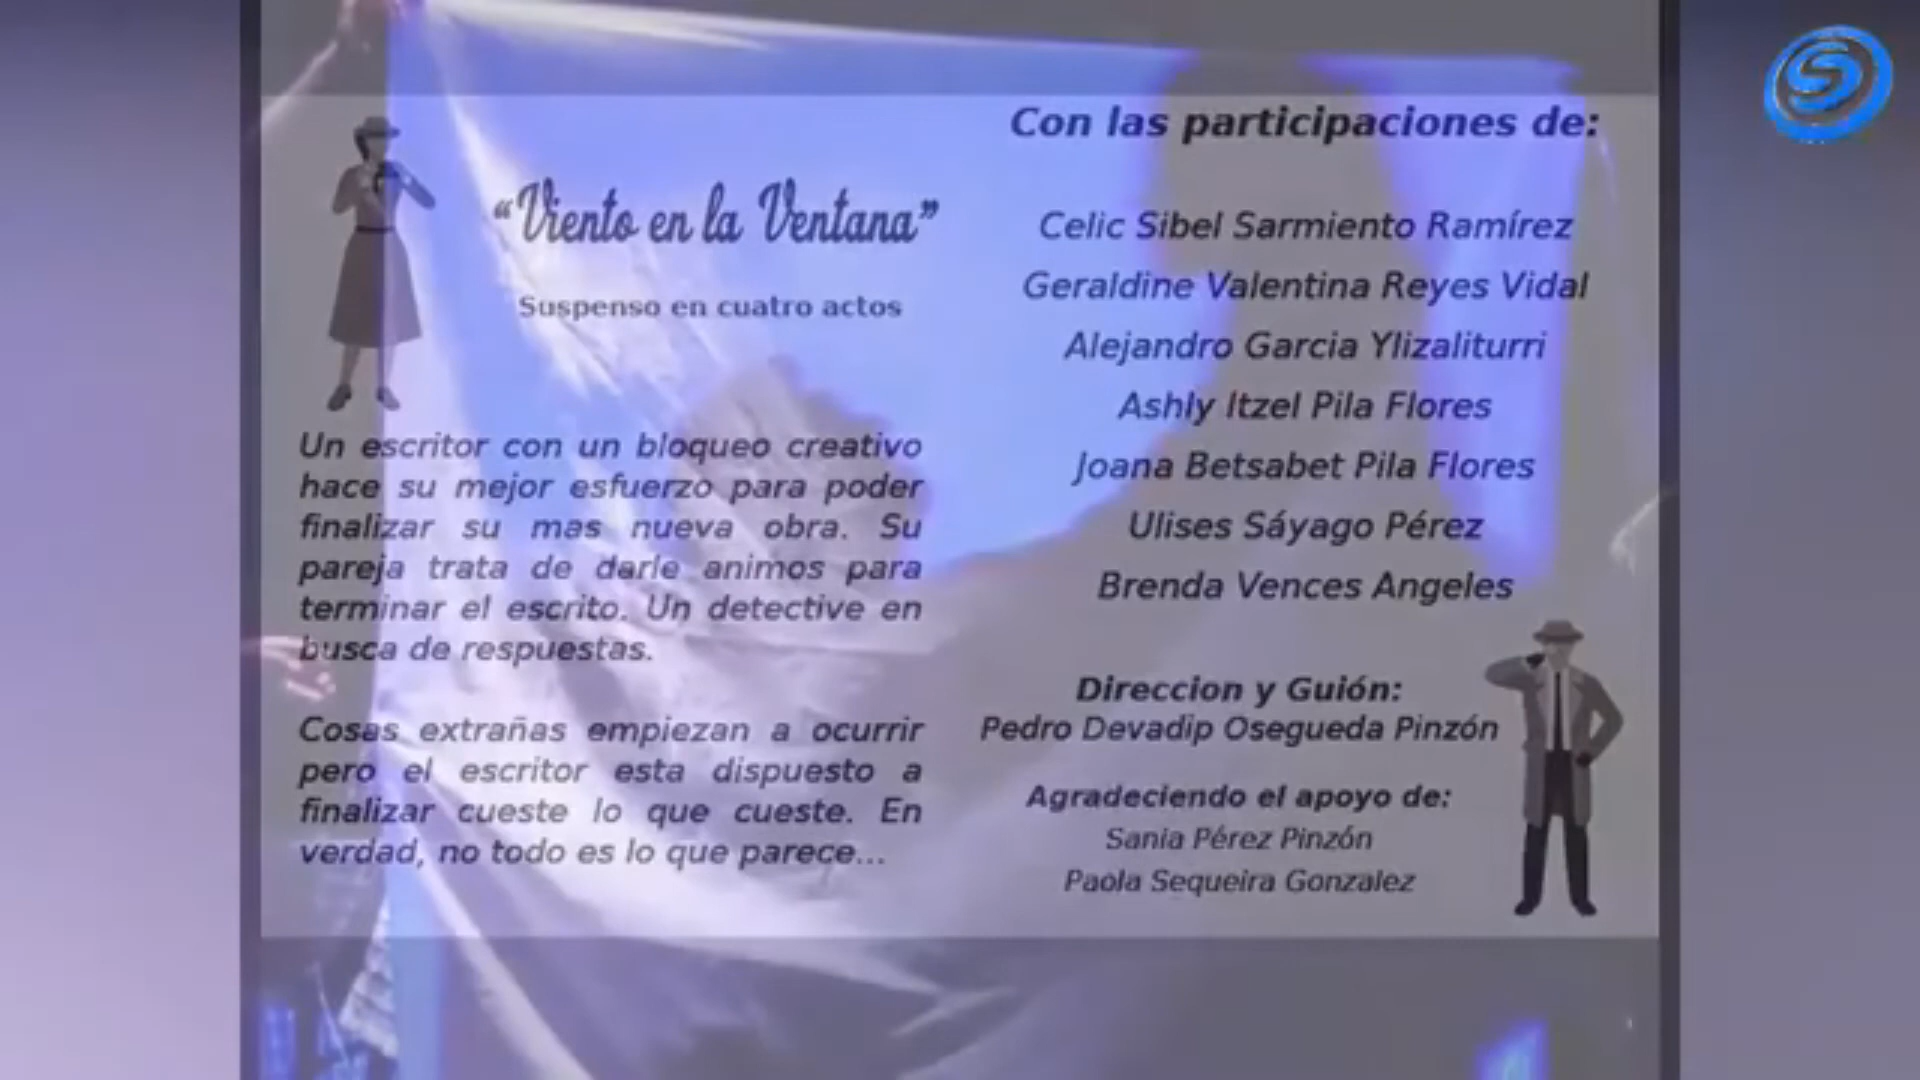 “Viento en la Ventana”
Suspenso en cuatro actos
Un escritor con un bloqueo creativo
hace su mejor esfuerzo para poder
finalizar su mas nueva obra. Su
pareja trata de darle animos para
terminar el escrito. Un detective en
busca de respuestas.
Cosas extrañas empiezan a ocurrir
pero el escritor esta dispuesto a
finalizar cueste lo que cueste. En
verdad, no todo es lo que parece...
Con las participaciones de:
Celic Sibel Sarmiento Ramírez
Geraldine Valentina Reyes Vidal
Alejandro Garcia Ylizaliturri
Ashly Itzel Pila Flores
Joana Betsabet Pila Flores
Ulises Sáyago Pérez
Brenda Vences Angeles
Direccion y Guión:
Pedro Devadip Osegueda Pinzón
Agradeciendo el apoyo de:
Sania Pérez Pinzón
Paola Sequeira Gonzalez